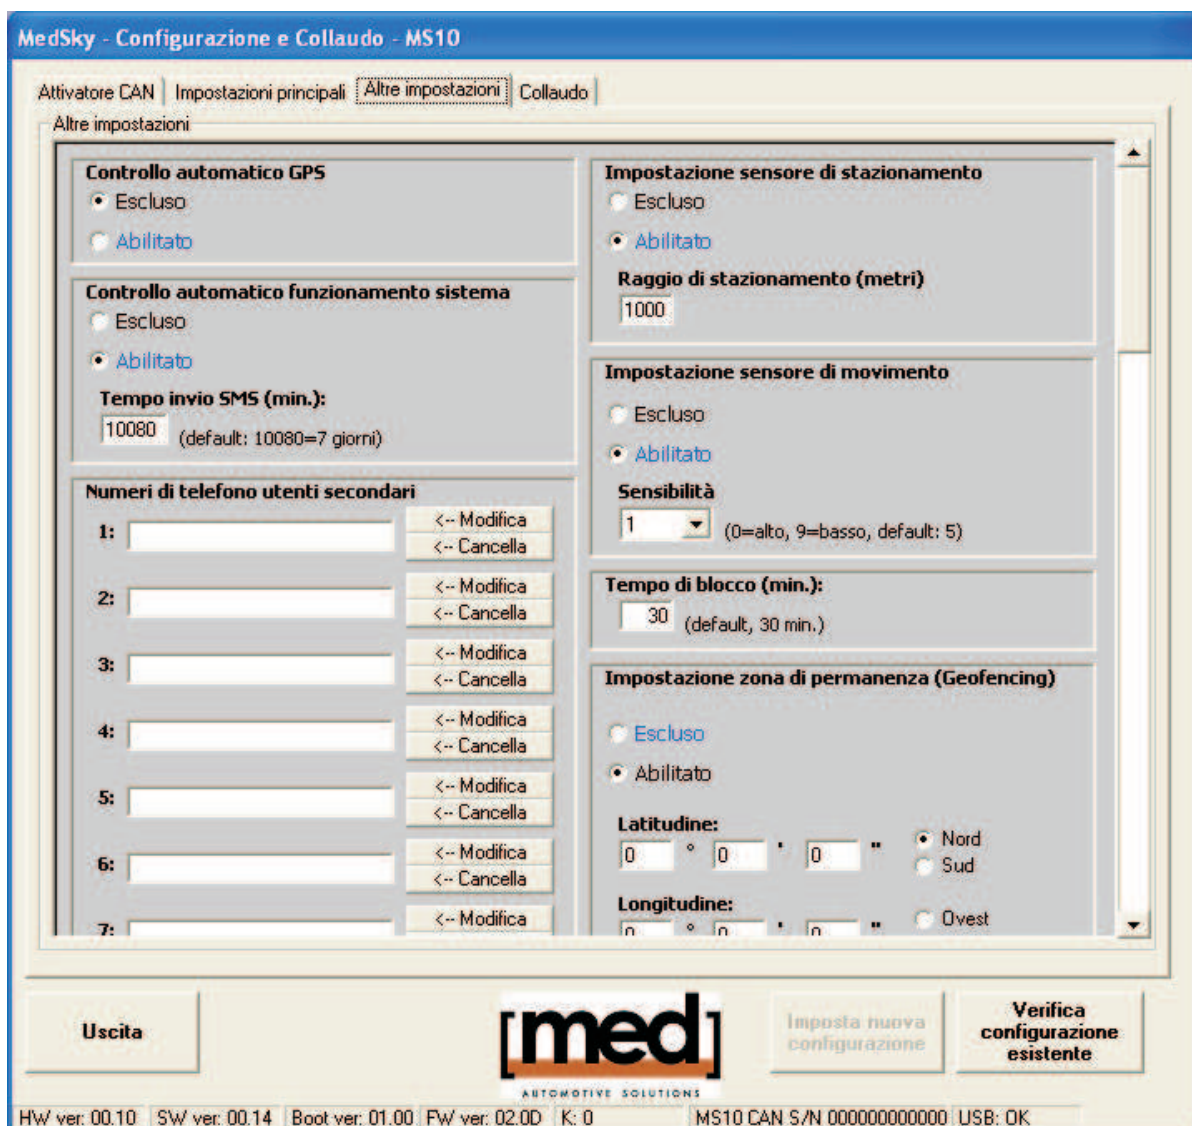 MedSky - Configurazione e Collaudo - MS10
Attivatore CAN Impostazioni principali Altre impostazioni Collaudo
Altre impostazioni
Controllo automatico GPS
Escluso
Abilitato
Controllo automatico funzionamento sistema
Escluso
Abilitato
Tempo invio SMS (min.):
10080 (default: 10080=7 giorni)
Numeri di telefono utenti secondari
1: <-- Modifica
<-- Cancella
2: <-- Modifica
<-- Cancella
3: <-- Modifica
<-- Cancella
4: <-- Modifica
<-- Cancella
5: <-- Modifica
<-- Cancella
6: <-- Modifica
<-- Cancella
7: <-- Modifica
Impostazione sensore di stazionamento
Escluso
Abilitato
Raggio di stazionamento (metri)
1000
Impostazione sensore di movimento
Escluso
Abilitato
Sensibilità
1 (0=alto, 9=basso, default: 5)
Tempo di blocco (min.):
30 (default, 30 min.)
Impostazione zona di permanenza (Geofencing)
Escluso
Abilitato
Latitudine:
0 ° 0 ' 0 " Nord
Sud
Longitudine:
0 ° 0 ' 0 " Ovest
Uscita
[med]
AUTOMOTIVE SOLUTIONS
Imposta nuova
configurazione
Verifica
configurazione
esistente
HW ver: 00.10 SW ver: 00.14 Boot ver: 01.00 FW ver: 02.0D K: 0 MS10 CAN S/N 000000000000 USB: OK